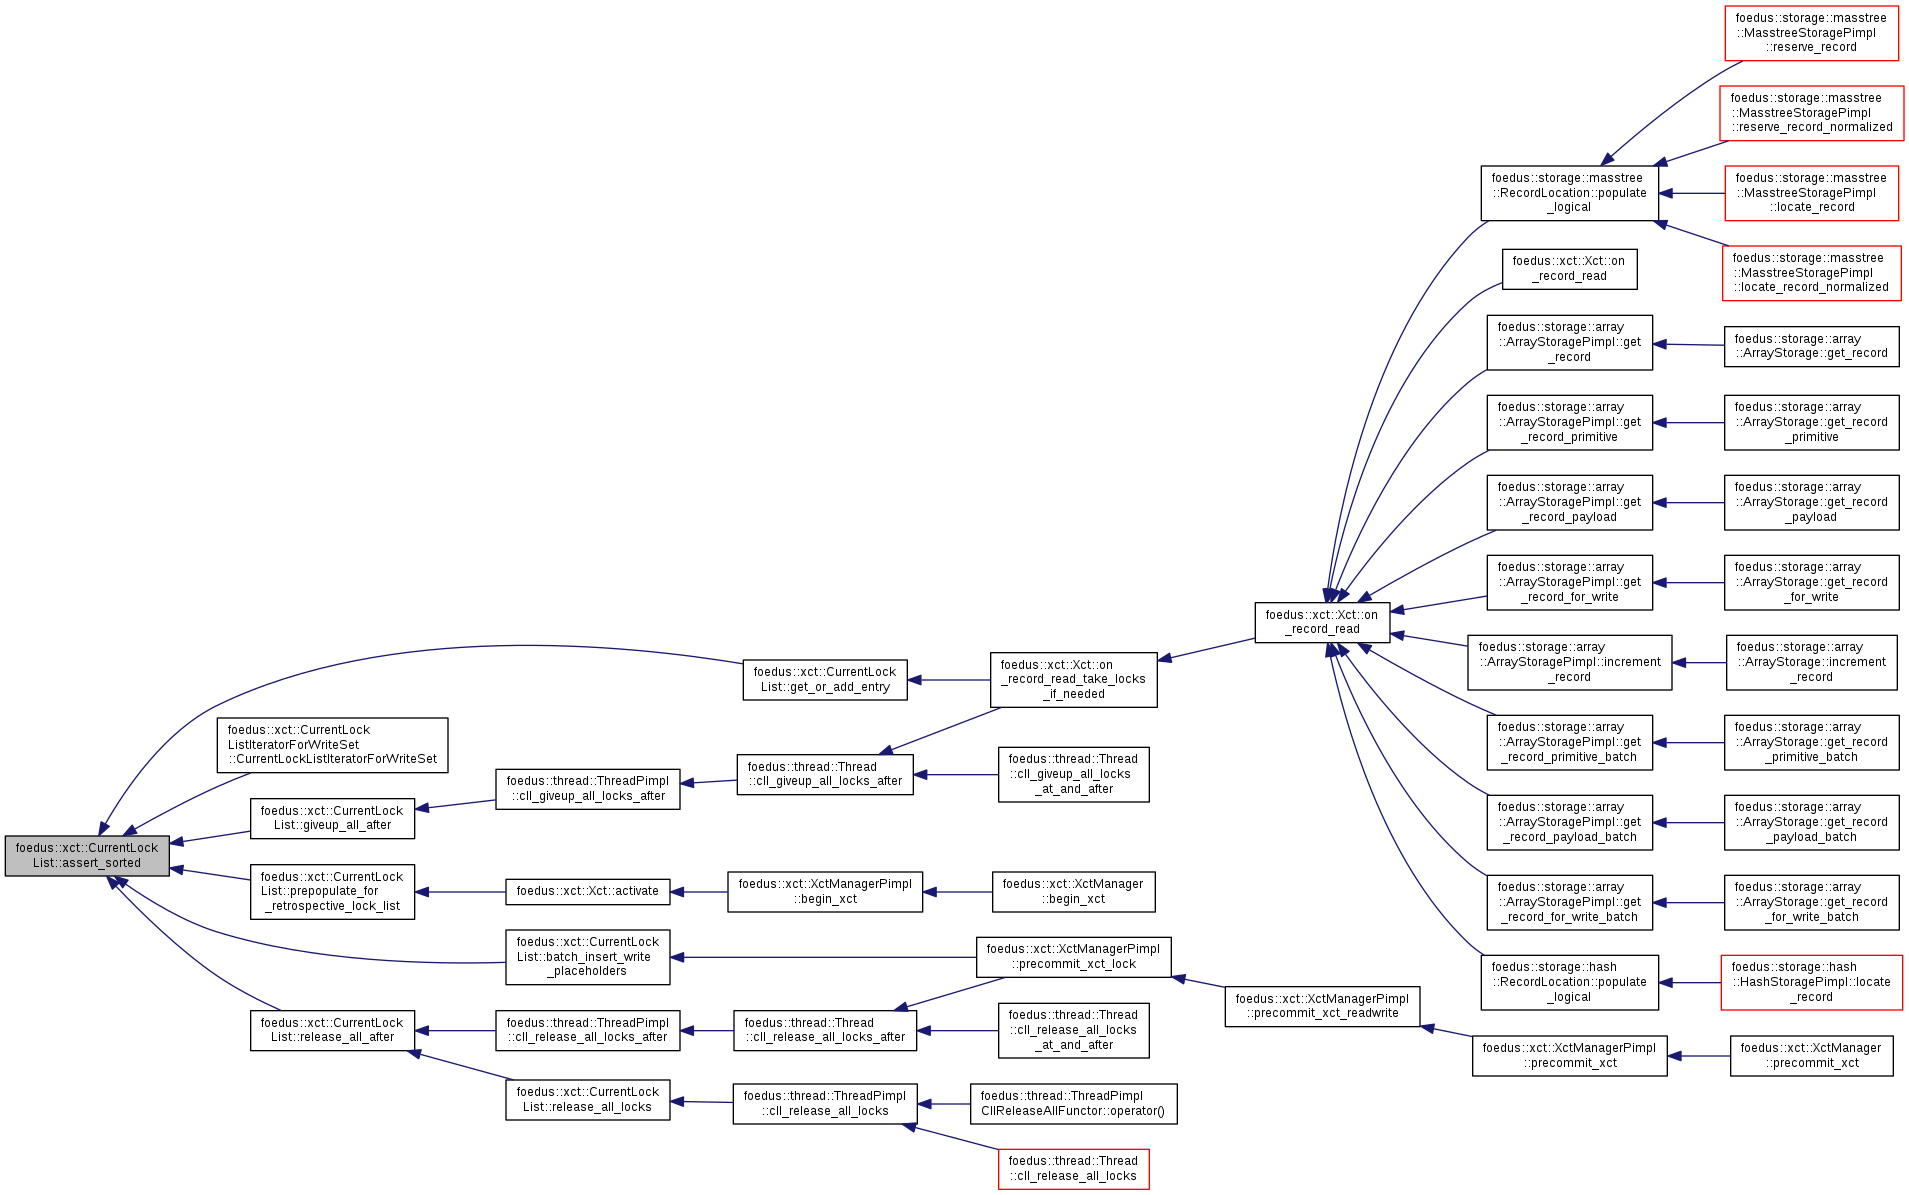 foedus::xct::CurrentLock
List::assert_sorted
foedus::xct::CurrentLock
List::get_or_add_entry
foedus::xct::CurrentLock
ListIteratorForWriteSet
::CurrentLockListIteratorForWriteSet
foedus::xct::CurrentLock
List::giveup_all_after
foedus::xct::CurrentLock
List::prepopulate_for
_retrospective_lock_list
foedus::xct::CurrentLock
List::batch_insert_write
_placeholders
foedus::xct::CurrentLock
List::release_all_after
foedus::thread::ThreadPimpl
::cll_giveup_all_locks_after
foedus::xct::Xct::activate
foedus::thread::ThreadPimpl
::cll_release_all_locks_after
foedus::xct::CurrentLock
List::release_all_locks
foedus::thread::Thread
::cll_giveup_all_locks_after
foedus::xct::XctManagerPimpl
::begin_xct
foedus::thread::Thread
::cll_release_all_locks_after
foedus::thread::ThreadPimpl
::cll_release_all_locks
foedus::xct::Xct::on
_record_read_take_locks
_if_needed
foedus::thread::Thread
::cll_giveup_all_locks
_at_and_after
foedus::xct::XctManager
::begin_xct
foedus::xct::XctManagerPimpl
::precommit_xct_lock
foedus::thread::Thread
::cll_release_all_locks
_at_and_after
foedus::thread::ThreadPimpl
CllReleaseAllFunctor::operator()
foedus::thread::Thread
::cll_release_all_locks
foedus::xct::Xct::on
_record_read
foedus::xct::XctManagerPimpl
::precommit_xct_readwrite
foedus::storage::masstree
::RecordLocation::populate
_logical
foedus::xct::Xct::on
_record_read
foedus::storage::array
::ArrayStoragePimpl::get
_record
foedus::storage::array
::ArrayStoragePimpl::get
_record_primitive
foedus::storage::array
::ArrayStoragePimpl::get
_record_payload
foedus::storage::array
::ArrayStoragePimpl::get
_record_for_write
foedus::storage::array
::ArrayStoragePimpl::increment
_record
foedus::storage::array
::ArrayStoragePimpl::get
_record_primitive_batch
foedus::storage::array
::ArrayStoragePimpl::get
_record_payload_batch
foedus::storage::array
::ArrayStoragePimpl::get
_record_for_write_batch
foedus::storage::hash
::RecordLocation::populate
_logical
foedus::xct::XctManagerPimpl
::precommit_xct
foedus::storage::masstree
::MasstreeStoragePimpl
::reserve_record
foedus::storage::masstree
::MasstreeStoragePimpl
::reserve_record_normalized
foedus::storage::masstree
::MasstreeStoragePimpl
::locate_record
foedus::storage::masstree
::MasstreeStoragePimpl
::locate_record_normalized
foedus::storage::array
::ArrayStorage::get_record
foedus::storage::array
::ArrayStorage::get_record
_primitive
foedus::storage::array
::ArrayStorage::get_record
_payload
foedus::storage::array
::ArrayStorage::get_record
_for_write
foedus::storage::array
::ArrayStorage::increment
_record
foedus::storage::array
::ArrayStorage::get_record
_primitive_batch
foedus::storage::array
::ArrayStorage::get_record
_payload_batch
foedus::storage::array
::ArrayStorage::get_record
_for_write_batch
foedus::storage::hash
::HashStoragePimpl::locate
_record
foedus::xct::XctManager
::precommit_xct